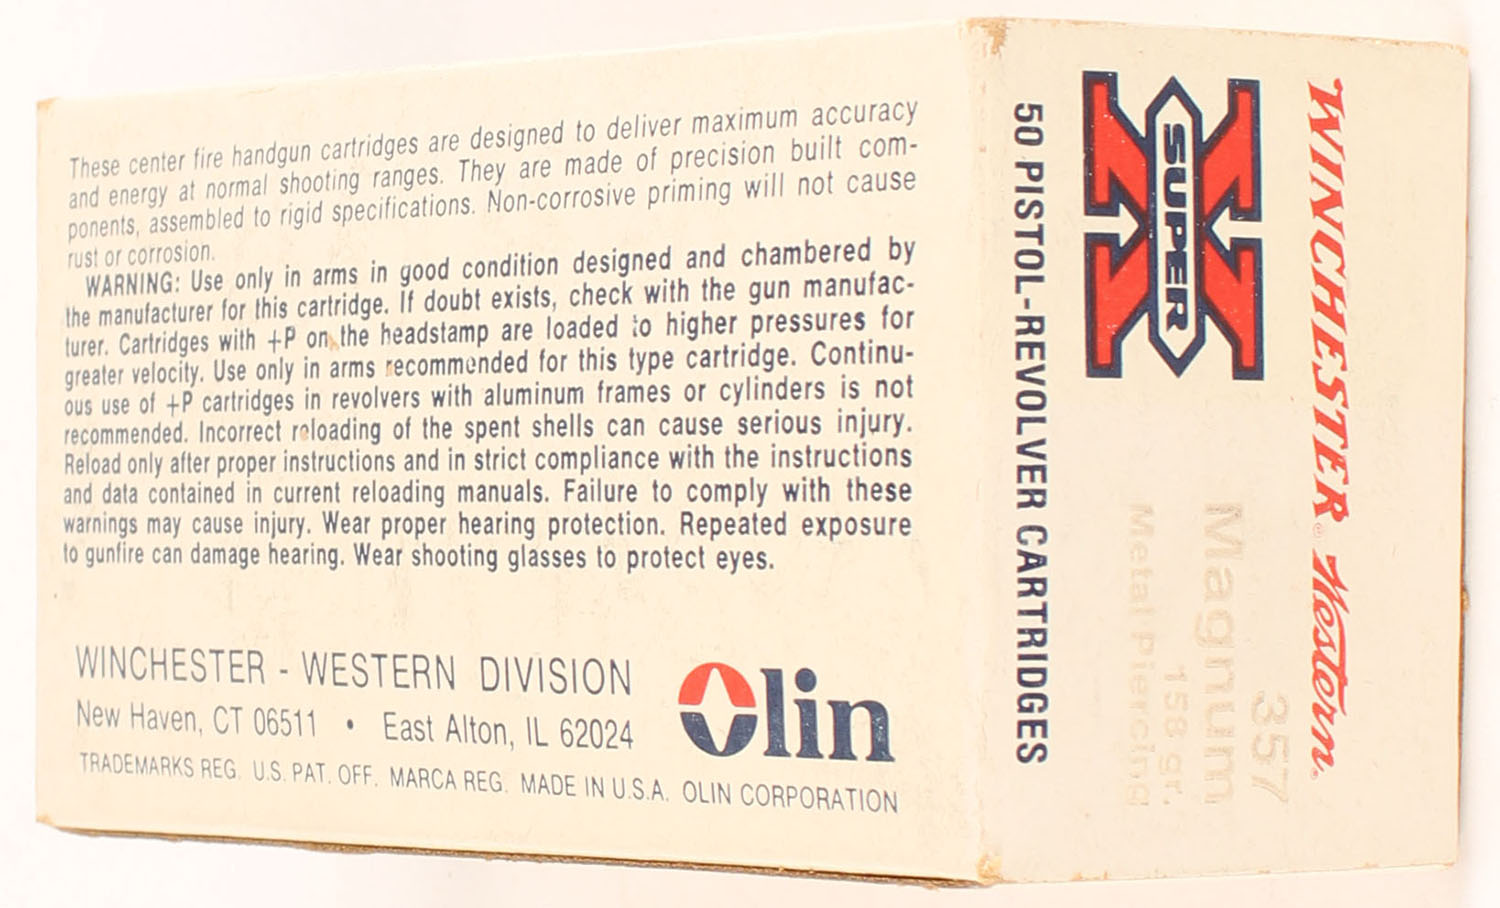 These center fire handgun cartridges are designed to deliver maximum accuracy
and energy at normal shooting ranges. They are made of precision built com-
ponents, assembled to rigid specifications. Non-corrosive priming will not cause
rust or corrosion.
WARNING: Use only in arms in good condition designed and chambered by
the manufacturer for this cartridge. If doubt exists, check with the gun manufac-
turer. Cartridges with +P on the headstamp are loaded to higher pressures for
greater velocity. Use only in arms recommended for this type cartridge. Continu-
ous use of +P cartridges in revolvers with aluminum frames or cylinders is not
recommended. Incorrect reloading of the spent shells can cause serious injury.
Reload only after proper instructions and in strict compliance with the instructions
and data contained in current reloading manuals. Failure to comply with these
warnings may cause injury. Wear proper hearing protection. Repeated exposure
to gunfire can damage hearing. Wear shooting glasses to protect eyes.
WINCHESTER - WESTERN DIVISION
New Haven, CT 06511 • East Alton, IL 62024
Olin
TRADEMARKS REG. U.S. PAT. OFF. MARCA REG. MADE IN U.S.A. OLIN CORPORATION
WINCHESTER® Western®
X SUPER
357
Magnum
158 gr.
Metal Piercing
50 PISTOL-REVOLVER CARTRIDGES